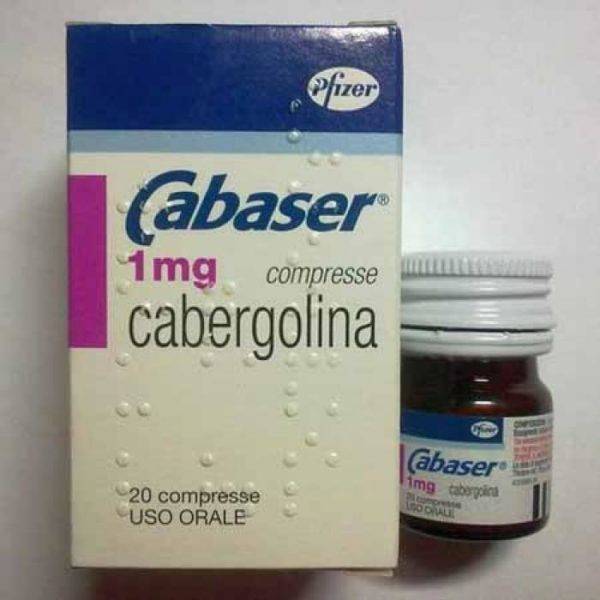 Pfizer
Cabaser®
1mg compresse
cabergolina
20 compresse
USO ORALE
Pfizer
Cabaser®
1mg cabergolina
20 compresse
USO ORALE